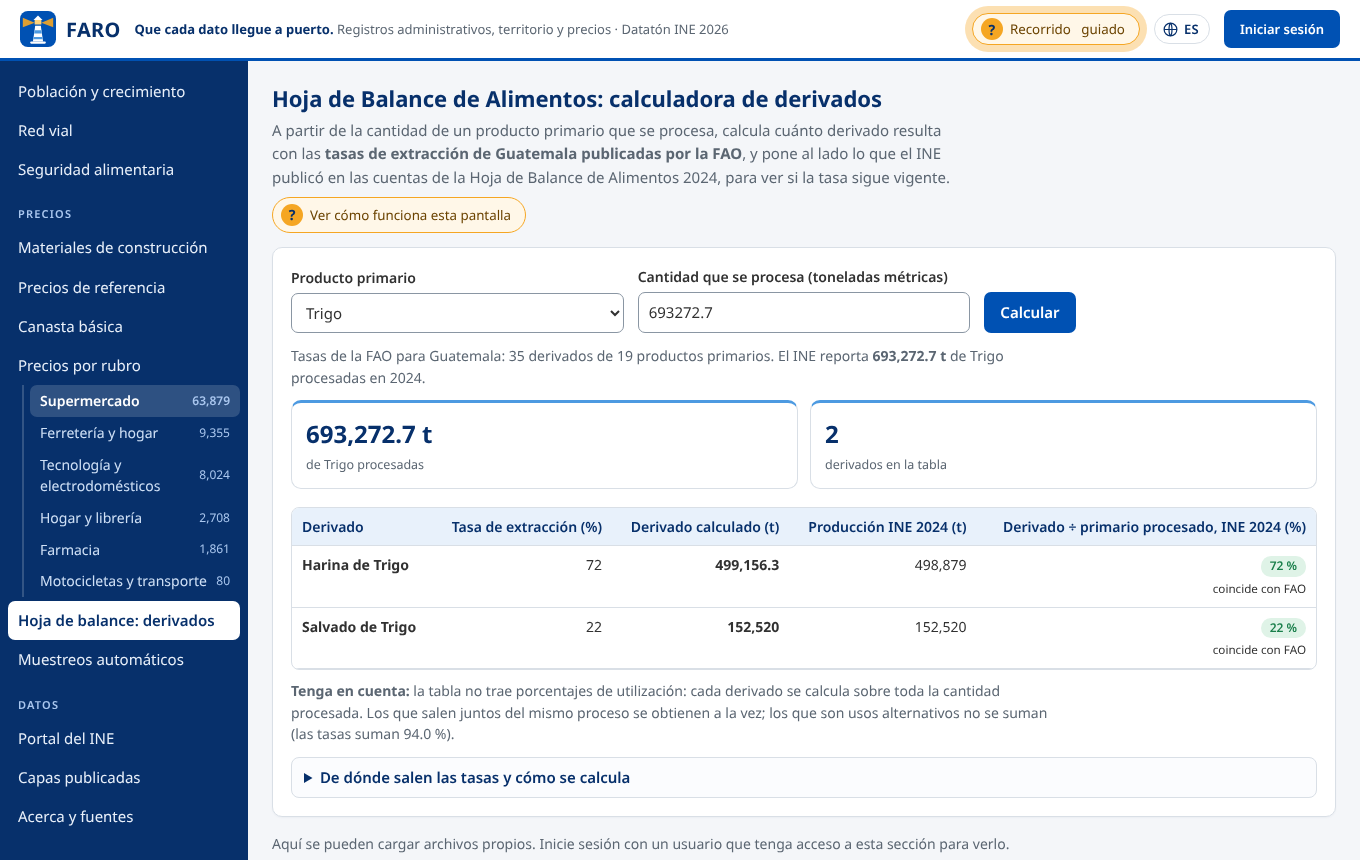 FARO
Que cada dato llegue a puerto. Registros administrativos, territorio y precios · Datatón INE 2026
? Recorrido guiado
ES
Iniciar sesión
Población y crecimiento
Red vial
Seguridad alimentaria
PRECIOS
Materiales de construcción
Precios de referencia
Canasta básica
Precios por rubro
Supermercado 63,879
Ferretería y hogar 9,355
Tecnología y
electrodomésticos 8,024
Hogar y librería 2,708
Farmacia 1,861
Motocicletas y transporte 80
Hoja de balance: derivados
Muestreos automáticos
DATOS
Portal del INE
Capas publicadas
Acerca y fuentes
Hoja de Balance de Alimentos: calculadora de derivados
A partir de la cantidad de un producto primario que se procesa, calcula cuánto derivado resulta
con las tasas de extracción de Guatemala publicadas por la FAO, y pone al lado lo que el INE
publicó en las cuentas de la Hoja de Balance de Alimentos 2024, para ver si la tasa sigue vigente.
? Ver cómo funciona esta pantalla
Producto primario
Trigo
Cantidad que se procesa (toneladas métricas)
693272.7
Calcular
Tasas de la FAO para Guatemala: 35 derivados de 19 productos primarios. El INE reporta 693,272.7 t de Trigo
procesadas en 2024.
693,272.7 t
de Trigo procesadas
2
derivados en la tabla
Derivado Tasa de extracción (%) Derivado calculado (t) Producción INE 2024 (t) Derivado ÷ primario procesado, INE 2024 (%)
Harina de Trigo 72 499,156.3 498,879 72 %
coincide con FAO
Salvado de Trigo 22 152,520 152,520 22 %
coincide con FAO
Tenga en cuenta: la tabla no trae porcentajes de utilización: cada derivado se calcula sobre toda la cantidad
procesada. Los que salen juntos del mismo proceso se obtienen a la vez; los que son usos alternativos no se suman
(las tasas suman 94.0 %).
De dónde salen las tasas y cómo se calcula
Aquí se pueden cargar archivos propios. Inicie sesión con un usuario que tenga acceso a esta sección para verlo.